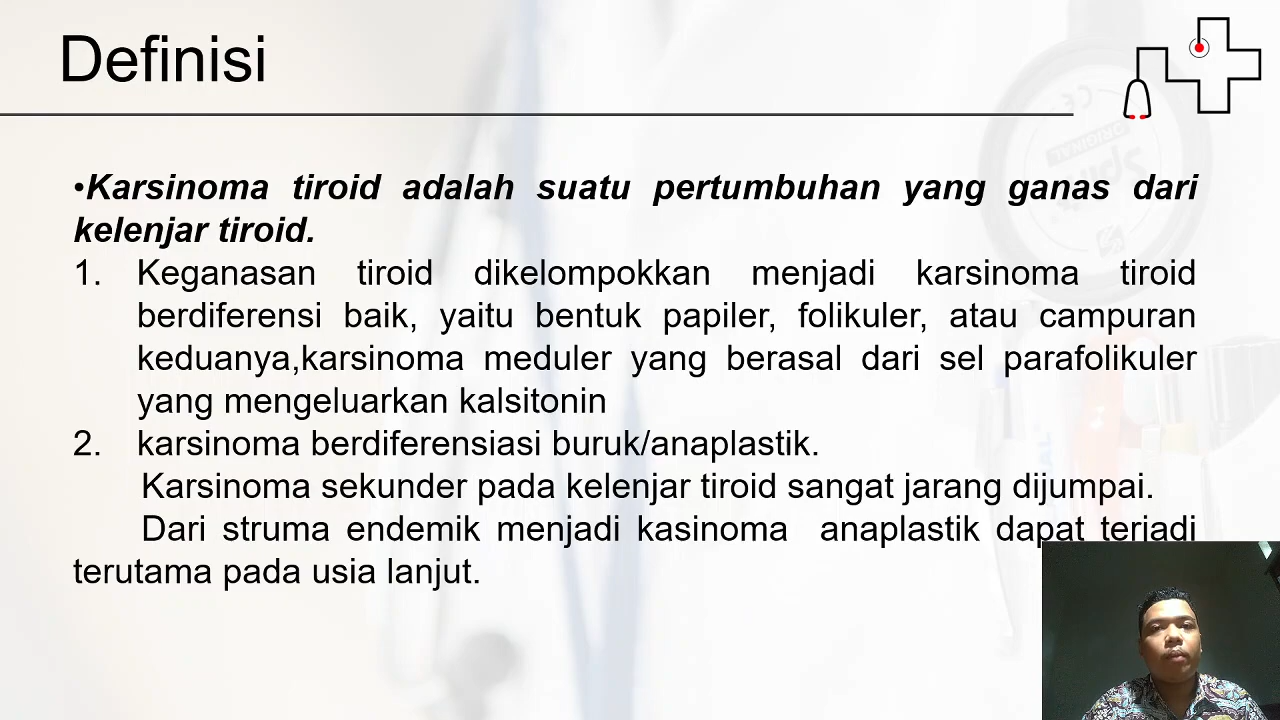 Definisi
•Karsinoma tiroid adalah suatu pertumbuhan yang ganas dari
kelenjar tiroid.
1. Keganasan tiroid dikelompokkan menjadi karsinoma tiroid
berdiferensi baik, yaitu bentuk papiler, folikuler, atau campuran
keduanya,karsinoma meduler yang berasal dari sel parafolikuler
yang mengeluarkan kalsitonin
2. karsinoma berdiferensiasi buruk/anaplastik.
Karsinoma sekunder pada kelenjar tiroid sangat jarang dijumpai.
Dari struma endemik menjadi kasinoma anaplastik dapat terjadi
terutama pada usia lanjut.